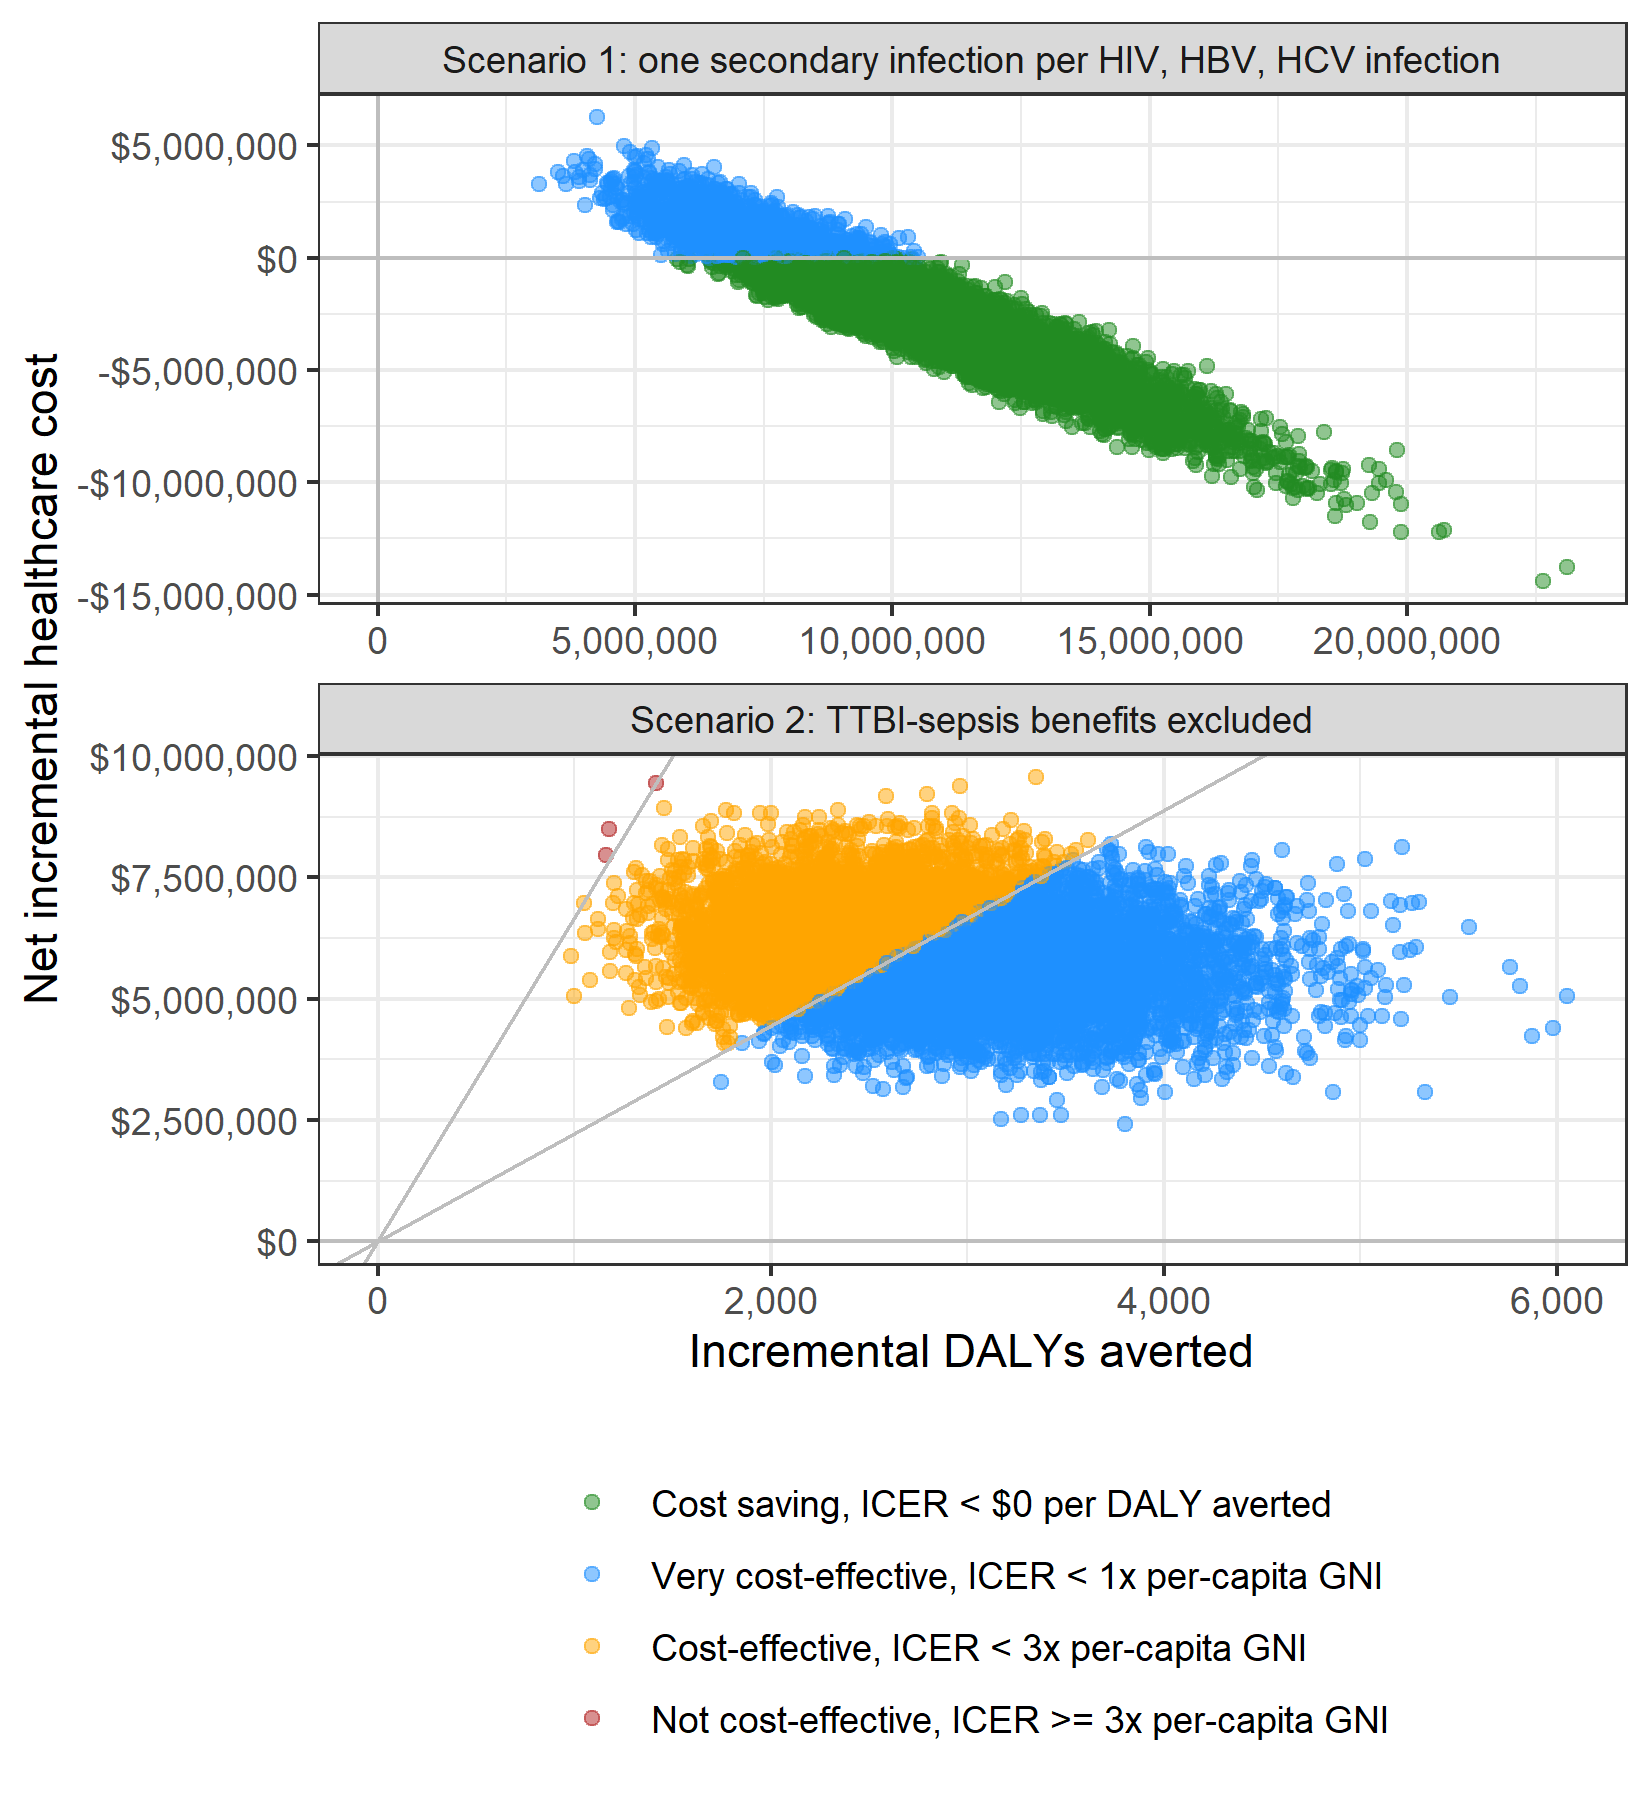 Scenario 1: one secondary infection per HIV, HBV, HCV infection
$5,000,000
$0
-$5,000,000
-$10,000,000
-$15,000,000
0
5,000,000
10,000,000
15,000,000
20,000,000
Net incremental healthcare cost
Scenario 2: TTBI-sepsis benefits excluded
$10,000,000
$7,500,000
$5,000,000
$2,500,000
$0
0
2,000
4,000
6,000
Incremental DALYs averted
Cost saving, ICER < $0 per DALY averted
Very cost-effective, ICER < 1x per-capita GNI
Cost-effective, ICER < 3x per-capita GNI
Not cost-effective, ICER >= 3x per-capita GNI